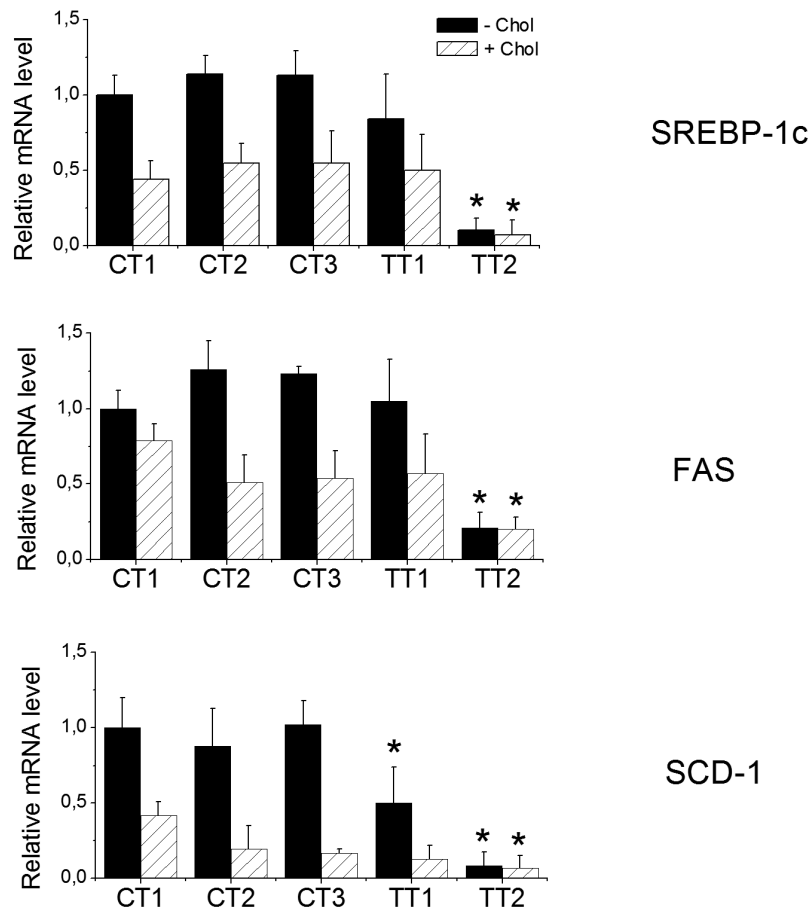 - Chol
+ Chol
Relative mRNA level
1,5
1,0
0,5
0,0
* *
CT1 CT2 CT3 TT1 TT2
SREBP-1c
Relative mRNA level
1,5
1,0
0,5
0,0
* *
CT1 CT2 CT3 TT1 TT2
FAS
Relative mRNA level
1,5
1,0
0,5
0,0
* * *
CT1 CT2 CT3 TT1 TT2
SCD-1